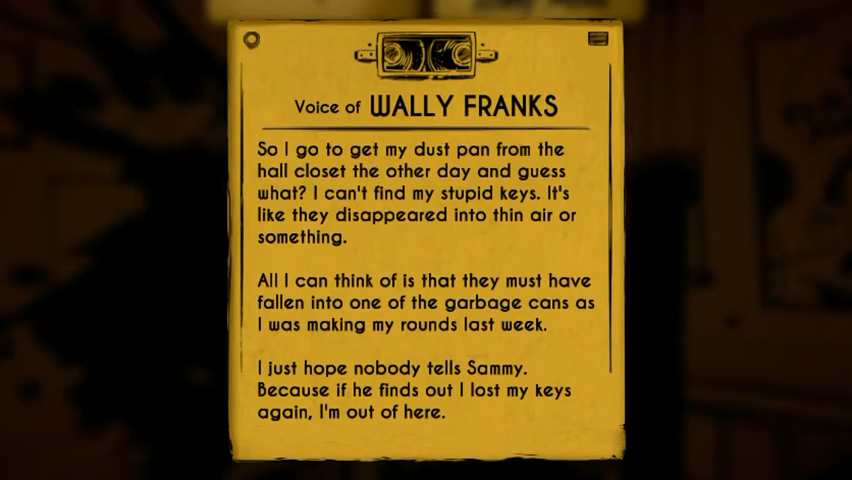 Voice of WALLY FRANKS
So I go to get my dust pan from the
hall closet the other day and guess
what? I can't find my stupid keys. It's
like they disappeared into thin air or
something.
All I can think of is that they must have
fallen into one of the garbage cans as
I was making my rounds last week.
I just hope nobody tells Sammy.
Because if he finds out I lost my keys
again, I'm out of here.